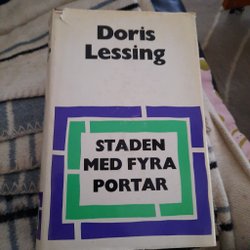 Doris
Lessing
STADEN
MED FYRA
PORTAR